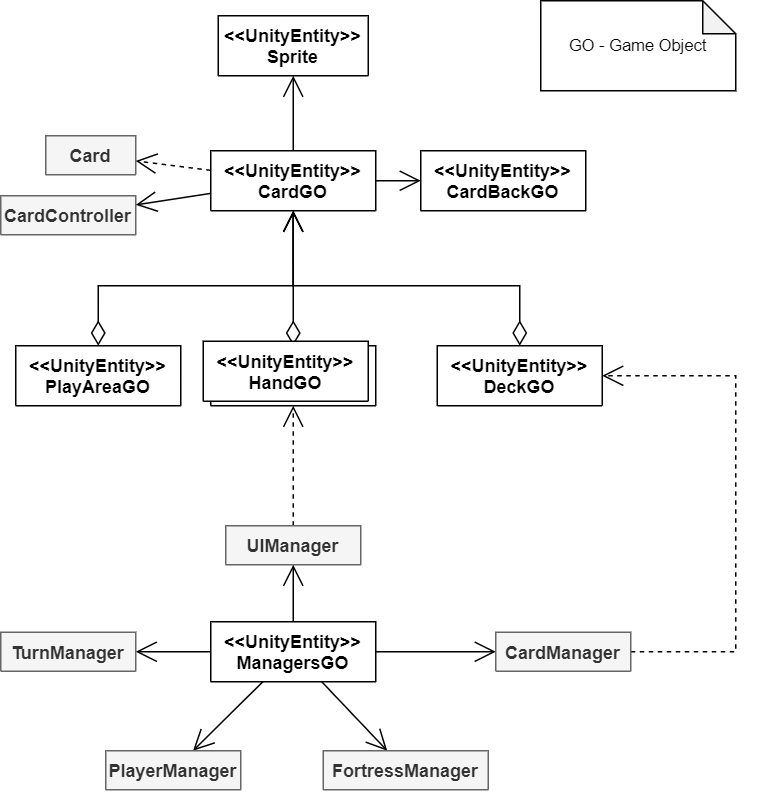 <<UnityEntity>>
Sprite
GO - Game Object
Card
<<UnityEntity>>
CardGO
<<UnityEntity>>
CardBackGO
CardController
<<UnityEntity>>
PlayAreaGO
<<UnityEntity>>
HandGO
<<UnityEntity>>
DeckGO
UIManager
TurnManager
<<UnityEntity>>
ManagersGO
CardManager
PlayerManager
FortressManager